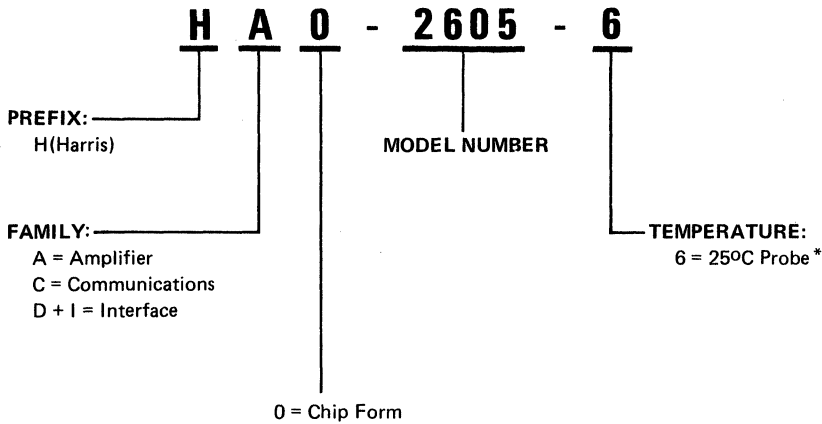 H A 0 - 2605 - 6
PREFIX:
H(Harris)
MODEL NUMBER
FAMILY:
A = Amplifier
C = Communications
D + I = Interface
TEMPERATURE:
6 = 25ºC Probe*
0 = Chip Form